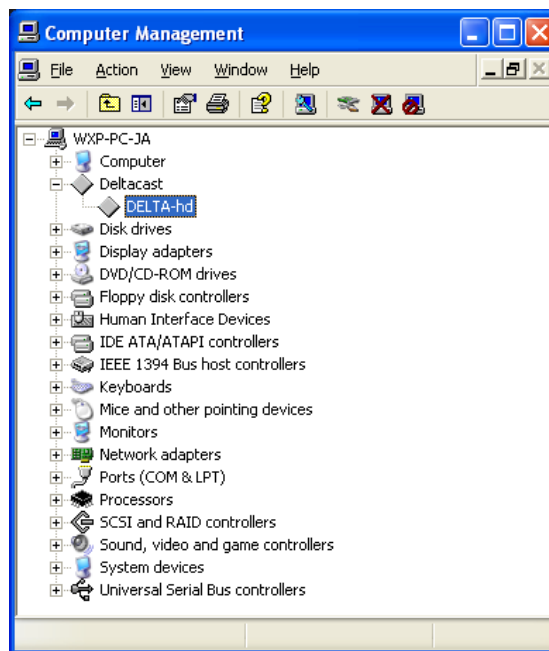 Computer Management
File Action View Window Help
WXP-PC-JA
Computer
Deltacast
DELTA-hd
Disk drives
Display adapters
DVD/CD-ROM drives
Floppy disk controllers
Human Interface Devices
IDE ATA/ATAPI controllers
IEEE 1394 Bus host controllers
Keyboards
Mice and other pointing devices
Monitors
Network adapters
Ports (COM & LPT)
Processors
SCSI and RAID controllers
Sound, video and game controllers
System devices
Universal Serial Bus controllers